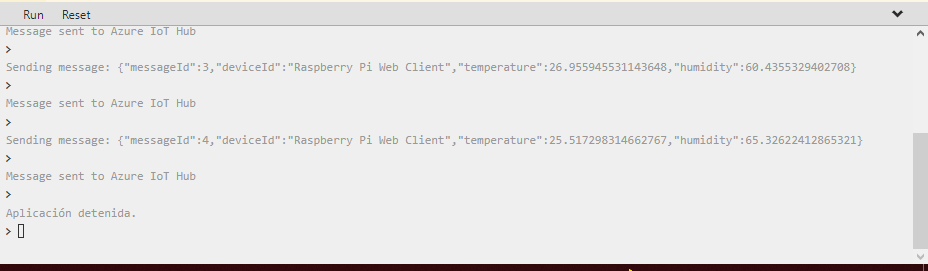 Run Reset
Message sent to Azure IoT Hub
>
Sending message: {"messageId":3,"deviceId":"Raspberry Pi Web Client","temperature":26.955945531143648,"humidity":60.4355329402708}
>
Message sent to Azure IoT Hub
>
Sending message: {"messageId":4,"deviceId":"Raspberry Pi Web Client","temperature":25.517298314662767,"humidity":65.32622412865321}
>
Message sent to Azure IoT Hub
>
Aplicación detenida.
>